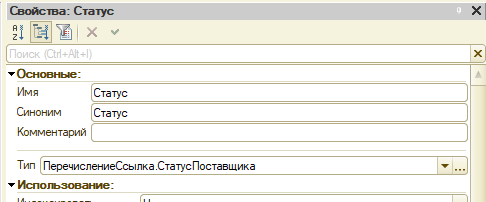 Свойства: Статус
Поиск (Ctrl+Alt+I)
Основные:
Имя Статус
Синоним Статус
Комментарий
Тип ПеречислениеСсылка.СтатусПоставщика
Использование: